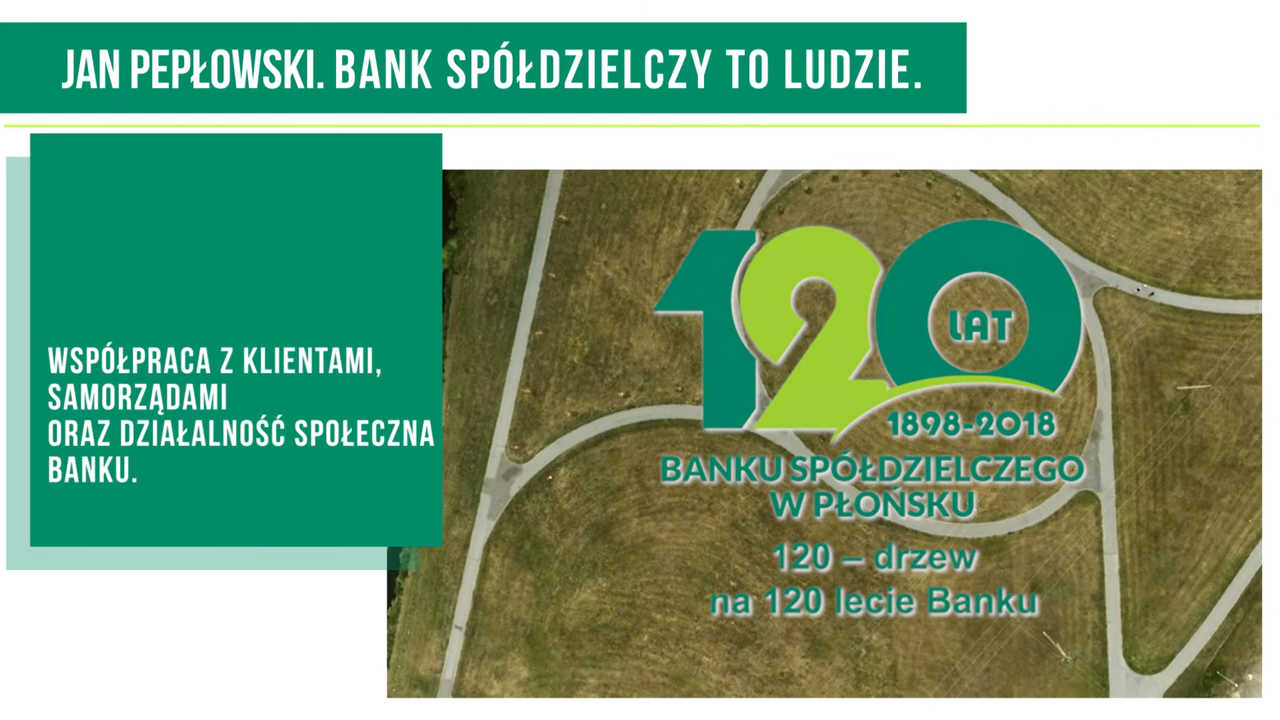 JAN PEPŁOWSKI. BANK SPÓŁDZIELCZY TO LUDZIE.
WSPÓŁPRACA Z KLIENTAMI,
SAMORZĄDAMI
ORAZ DZIAŁALNOŚĆ SPOŁECZNA
BANKU.
120
LAT
1898-2018
BANKU SPÓŁDZIELCZEGO
W PŁOŃSKU
120 – drzew
na 120 lecie Banku